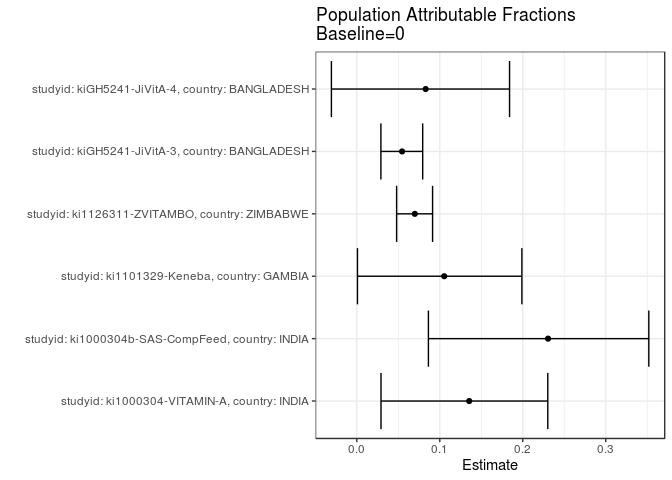 Population Attributable Fractions
Baseline=0
studyid: kiGH5241-JiVitA-4, country: BANGLADESH
studyid: kiGH5241-JiVitA-3, country: BANGLADESH
studyid: ki1126311-ZVITAMBO, country: ZIMBABWE
studyid: ki1101329-Keneba, country: GAMBIA
studyid: ki1000304b-SAS-CompFeed, country: INDIA
studyid: ki1000304-VITAMIN-A, country: INDIA
0.0 0.1 0.2 0.3
Estimate